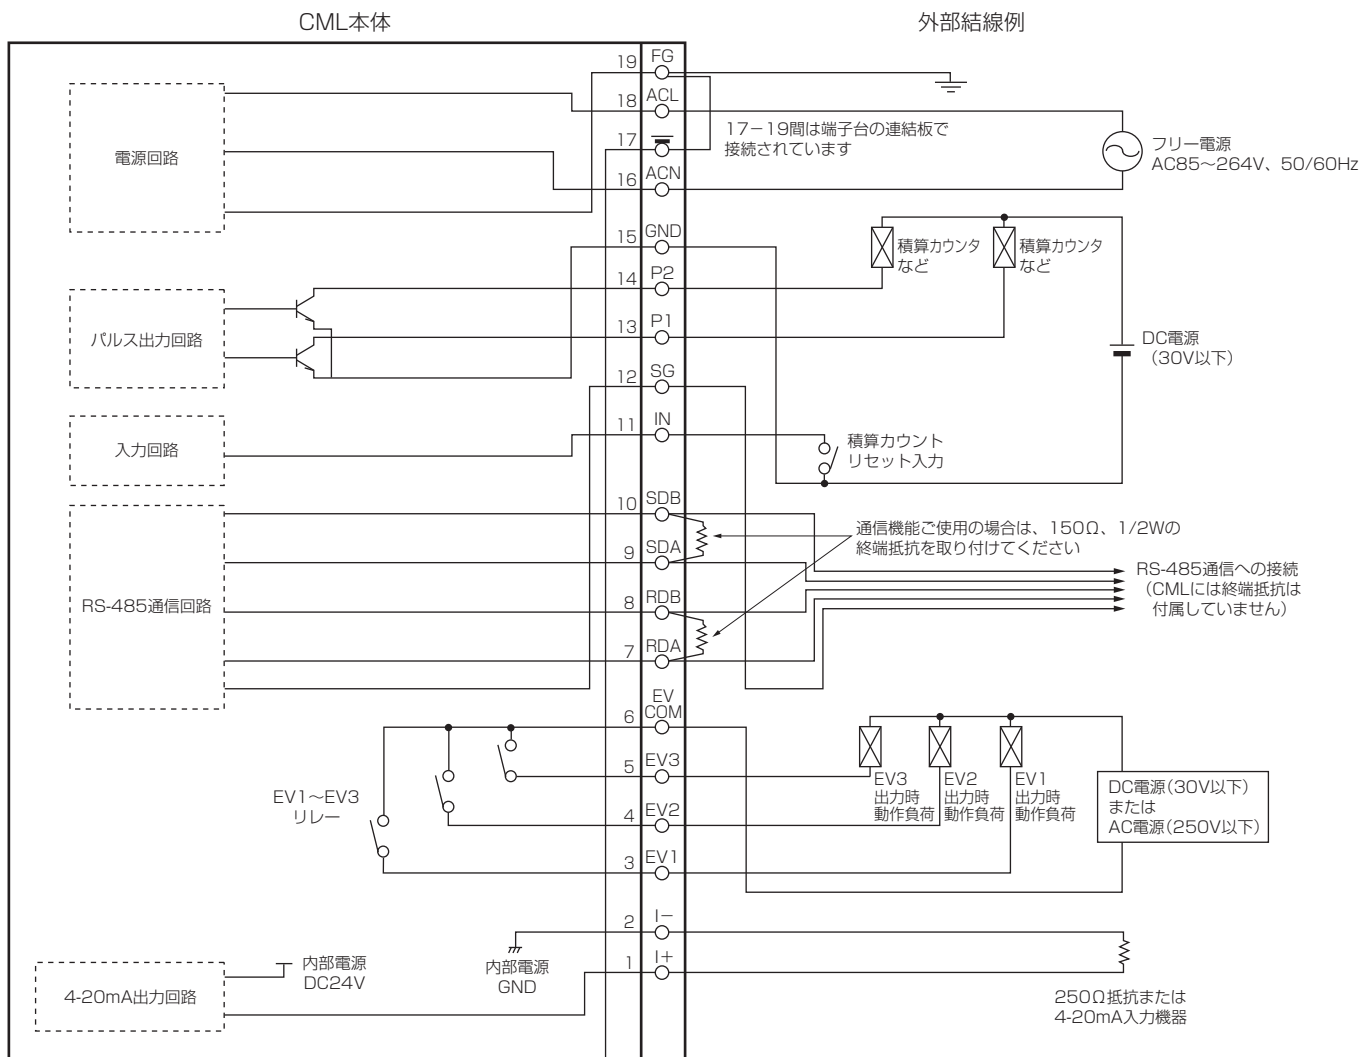 CML本体
外部結線例
19 FG
18 ACL
17
16 ACN
15 GND
14 P2
13 P1
12 SG
11 IN
10 SDB
9 SDA
8 RDB
7 RDA
EV
6 COM
5 EV3
4 EV2
3 EV1
2 I−
1 I+
電源回路
パルス出力回路
入力回路
RS-485通信回路
EV1〜EV3
リレー
内部電源
DC24V
内部電源
GND
4-20mA出力回路
17−19間は端子台の連結板で
接続されています
フリー電源
AC85〜264V、50/60Hz
積算カウンタ
など
積算カウンタ
など
DC電源
(30V以下)
積算カウント
リセット入力
通信機能ご使用の場合は、150Ω、1/2Wの
終端抵抗を取り付けてください
RS-485通信への接続
(CMLには終端抵抗は
付属していません)
EV3
出力時
動作負荷
EV2
出力時
動作負荷
EV1
出力時
動作負荷
DC電源(30V以下)
または
AC電源(250V以下)
250Ω抵抗または
4-20mA入力機器